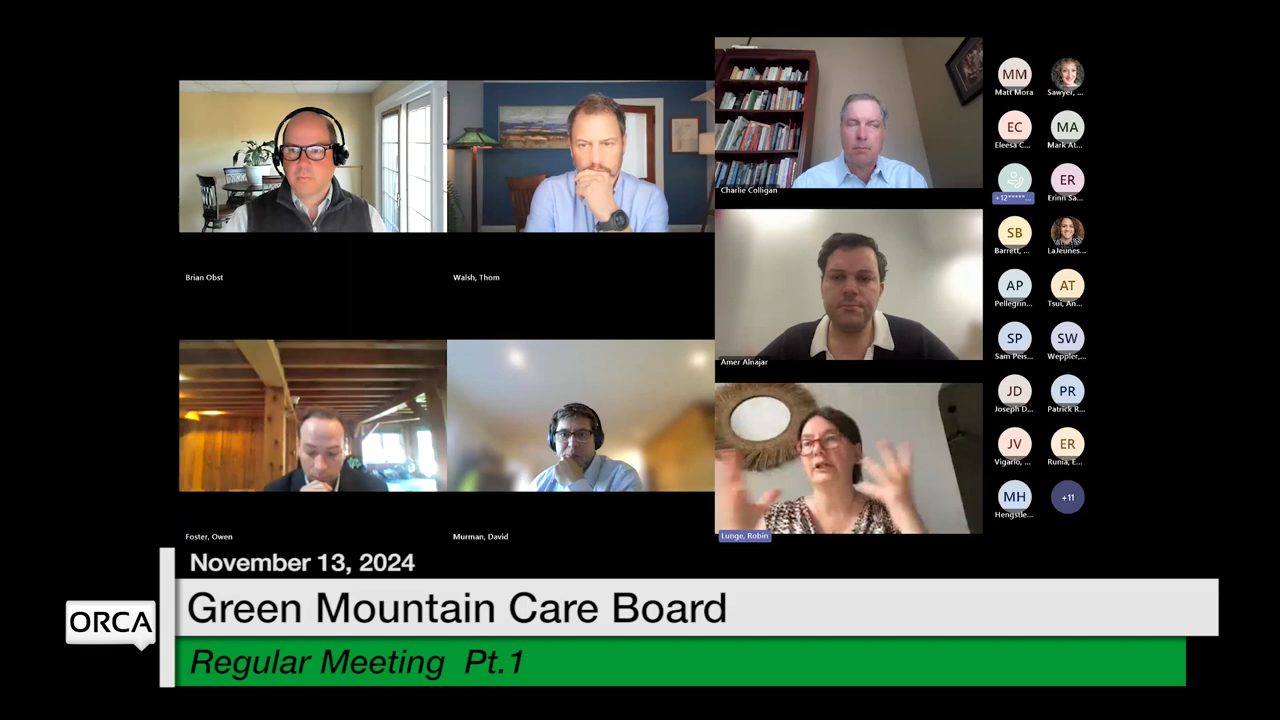 Brian Obst
Walsh, Thom
Charlie Colligan
Amer Alnajar
Foster, Owen
Murman, David
Lunge, Robin
MM
Matt Mora
Sawyer, ...
EC
Eleesa C...
MA
Mark At...
+12*****...
ER
Erinn Sa...
SB
Barrett, ...
LaJeunes...
AP
Pellegrin...
AT
Tsui, An...
SP
Sam Peis...
SW
Weppler,...
JD
Joseph D...
PR
Patrick R...
JV
Vigario, ...
ER
Runia, E...
MH
Hengstle...
+11
November 13, 2024
ORCA
Green Mountain Care Board
Regular Meeting Pt.1